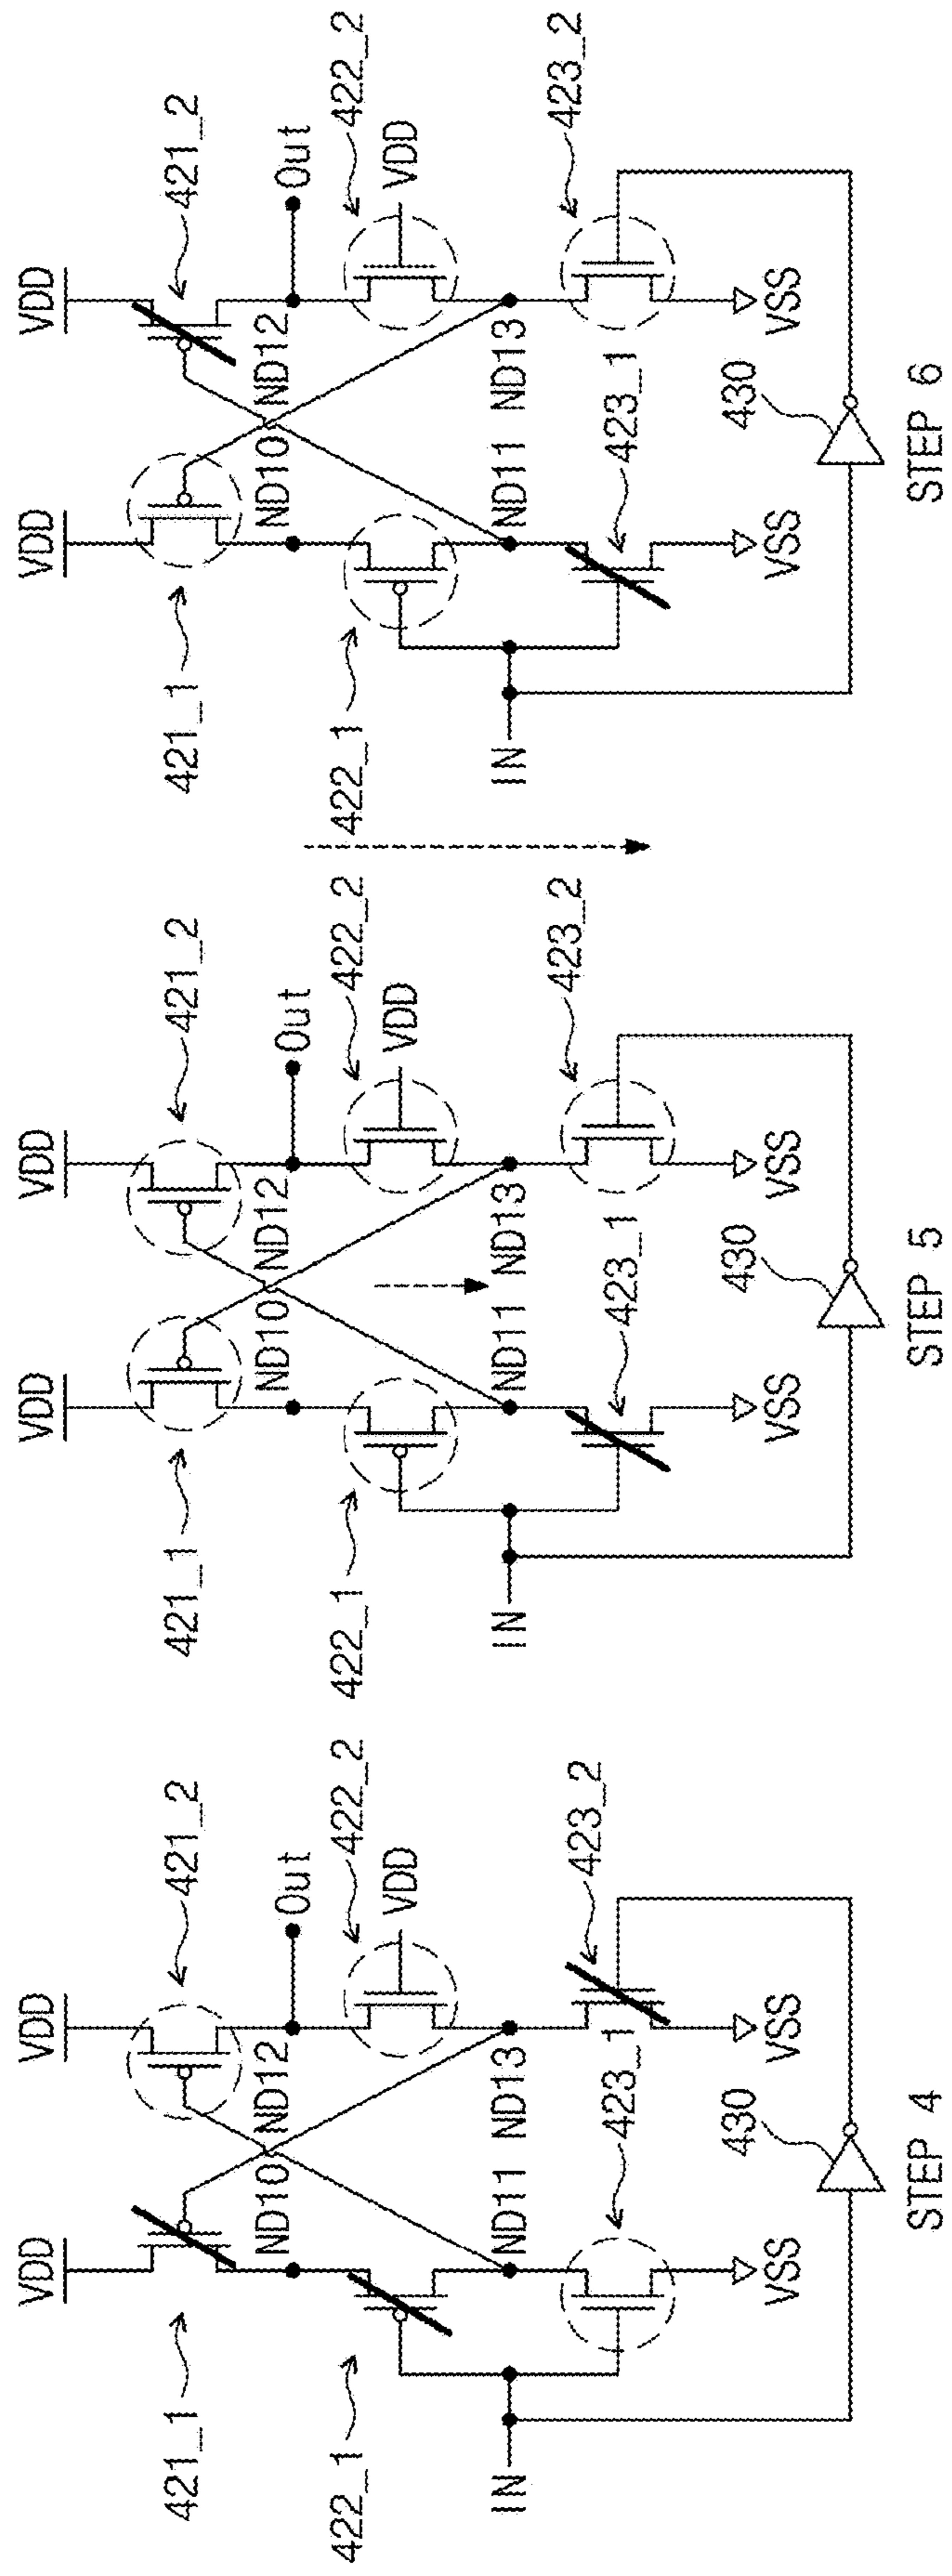 VDD
VDD
421_1
421_2
ND10
ND12
Out
422_1
422_2
VDD
IN
ND11
ND13
423_1
423_2
VSS
VSS
430
STEP 4
VDD
VDD
421_1
421_2
ND10
ND12
Out
422_1
422_2
VDD
IN
ND11
ND13
423_1
423_2
VSS
VSS
430
STEP 5
VDD
VDD
421_1
421_2
ND10
ND12
Out
422_1
422_2
VDD
IN
ND11
ND13
423_1
423_2
VSS
VSS
430
STEP 6